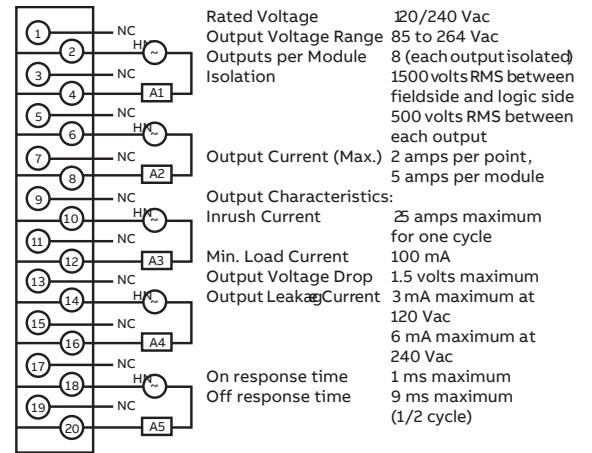 1 NC
2 HN ~
3 NC
4 A1
5 NC
6 HN ~
7 NC
8 A2
9 NC
10 HN ~
11 NC
12 A3
13 NC
14 HN ~
15 NC
16 A4
17 NC
18 HN ~
19 NC
20 A5
Rated Voltage 120/240 Vac
Output Voltage Range 85 to 264 Vac
Outputs per Module 8 (each output isolated)
Isolation 1500 volts RMS between
fieldside and logic side
500 volts RMS between
each output
Output Current (Max.) 2 amps per point,
5 amps per module
Output Characteristics:
Inrush Current 25 amps maximum
for one cycle
Min. Load Current 100 mA
Output Voltage Drop 1.5 volts maximum
Output Leakage Current 3 mA maximum at
120 Vac
6 mA maximum at
240 Vac
On response time 1 ms maximum
Off response time 9 ms maximum
(1/2 cycle)